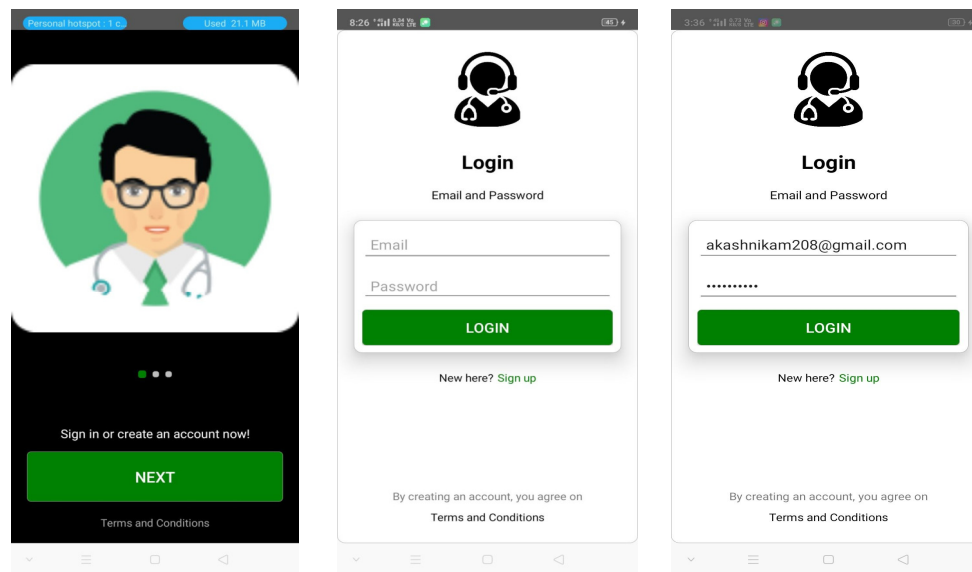 Personal hotspot : 1 c..
Used 21.1 MB
Sign in or create an account now!
NEXT
Terms and Conditions
8:26
45
Login
Email and Password
Email
Password
LOGIN
New here? Sign up
By creating an account, you agree on
Terms and Conditions
3:36
Login
Email and Password
akashnikam208@gmail.com
••••••••••
LOGIN
New here? Sign up
By creating an account, you agree on
Terms and Conditions